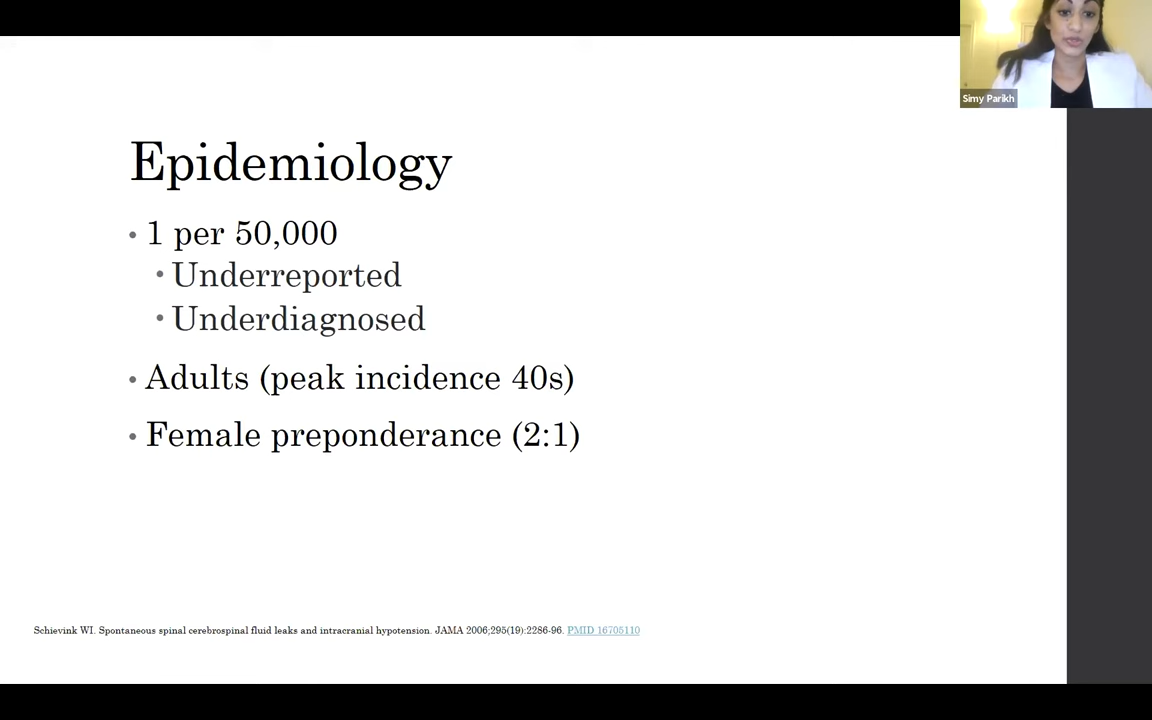 Simy Parikh
Epidemiology
• 1 per 50,000
• Underreported
• Underdiagnosed
• Adults (peak incidence 40s)
• Female preponderance (2:1)
Schievink WI. Spontaneous spinal cerebrospinal fluid leaks and intracranial hypotension. JAMA 2006;295(19):2286-96. PMID 16705110